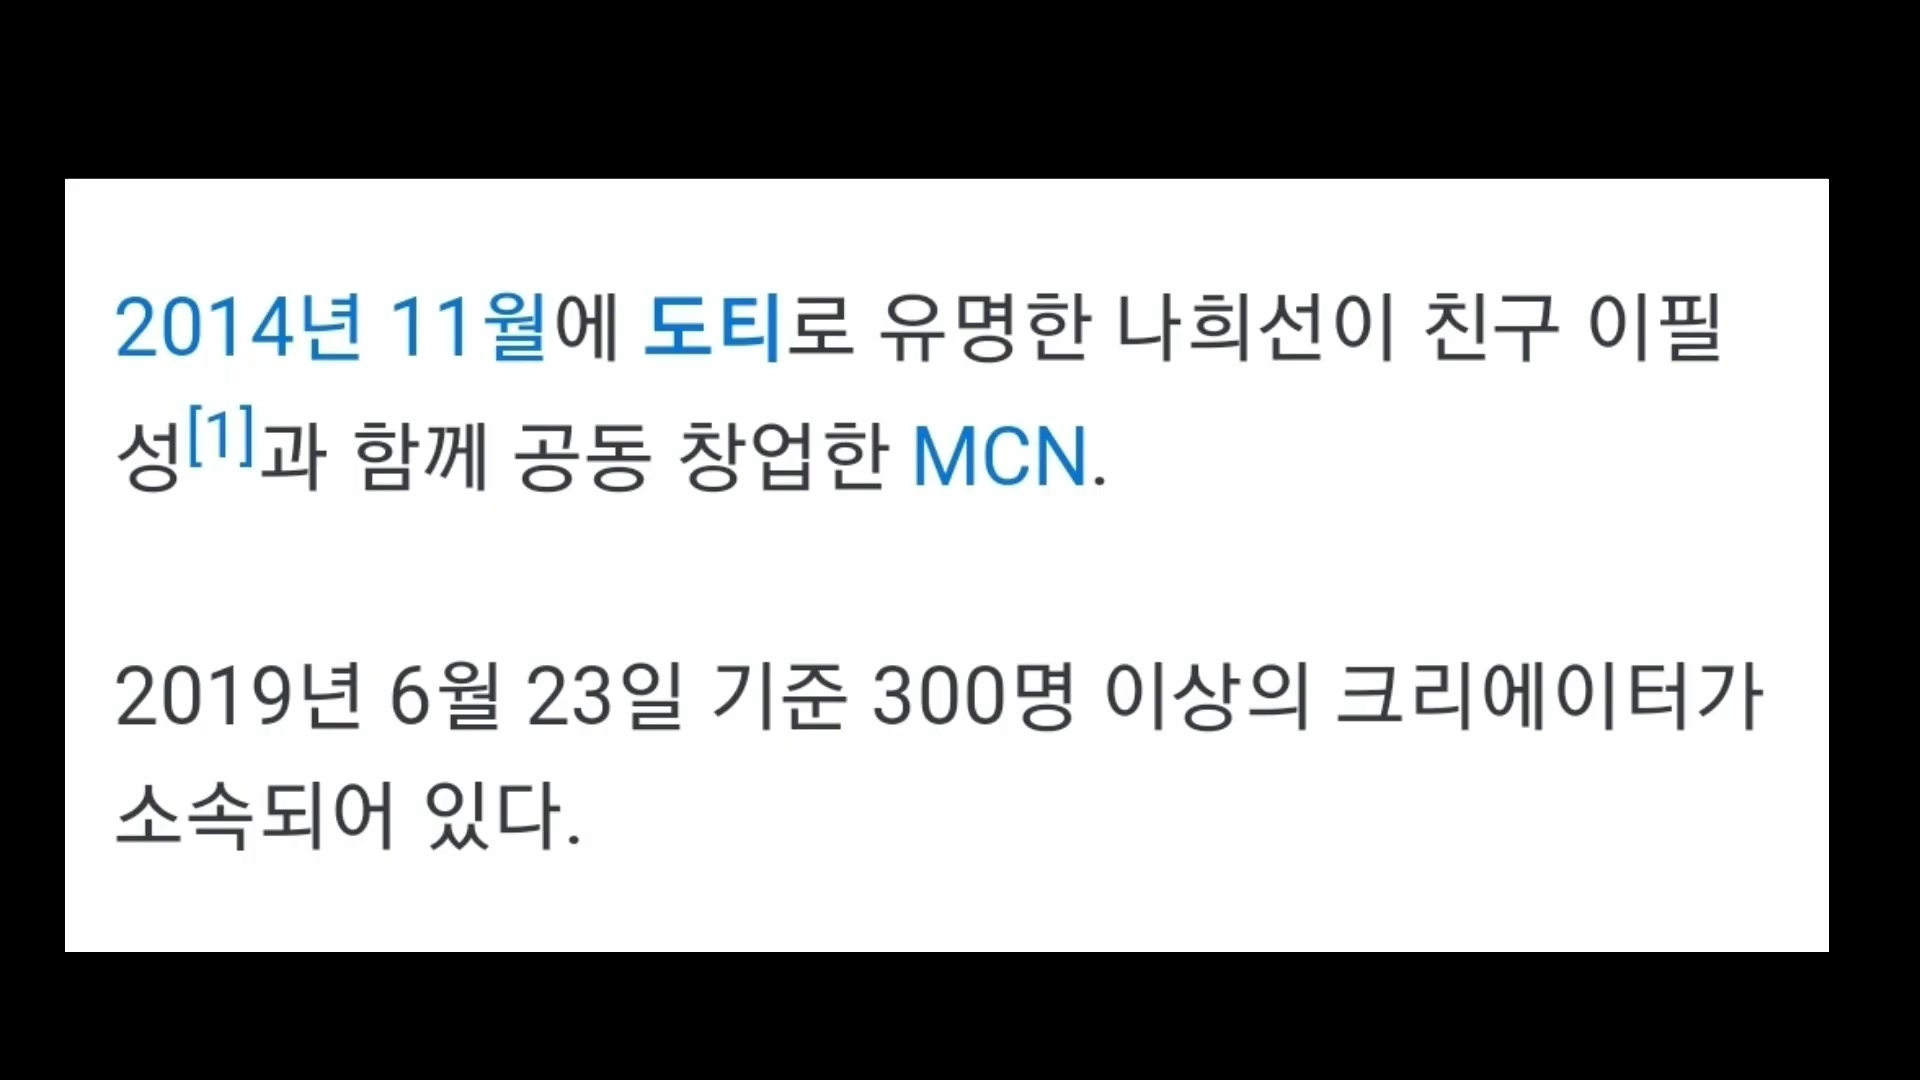 2014년 11월에 도티로 유명한 나희선이 친구 이필
성[1]과 함께 공동 창업한 MCN.
2019년 6월 23일 기준 300명 이상의 크리에이터가
소속되어 있다.